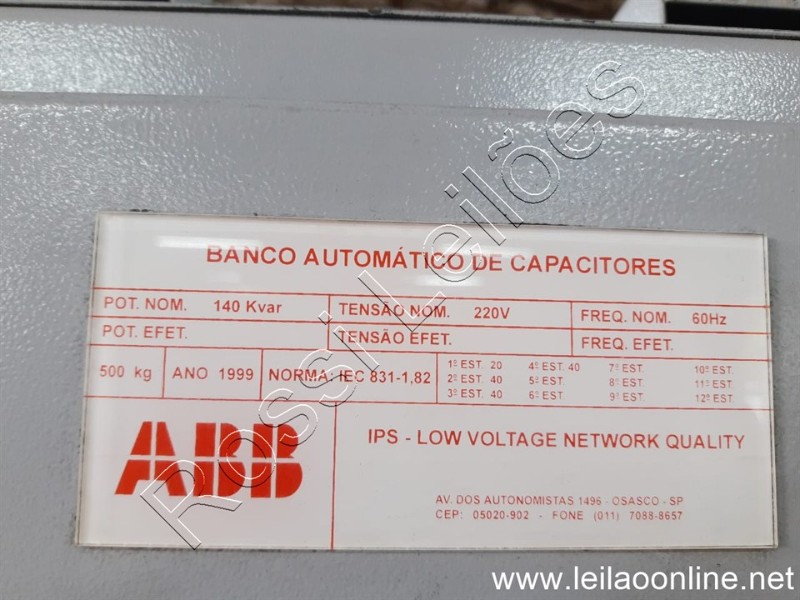 BANCO AUTOMÁTICO DE CAPACITORES
POT. NOM. 140 Kvar TENSÃO NOM. 220V FREQ. NOM. 60Hz
POT. EFET. TENSÃO EFET. FREQ. EFET.
500 kg ANO 1999 NORMA: IEC 831-1,82
1º EST. 20 4º EST. 40 7º EST. 10º EST.
2º EST. 40 5º EST. 8º EST. 11º EST.
3º EST. 40 6º EST. 9º EST. 12º EST.
ABB
IPS - LOW VOLTAGE NETWORK QUALITY
AV. DOS AUTONOMISTAS 1496 - OSASCO - SP
CEP: 05020-902 - FONE (011) 7088-8657
Rossi Leilões
www.leilaoonline.net